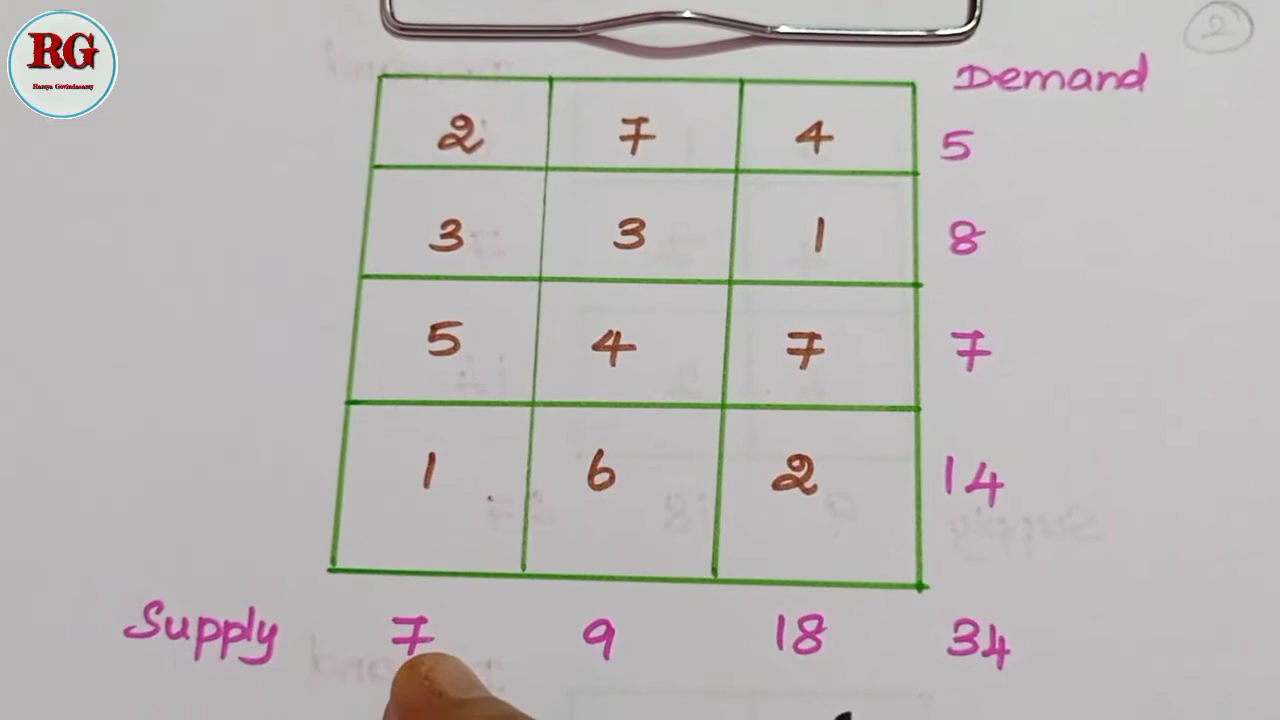 RG
Ramya Govindasamy
2
Demand
2 7 4 5
3 3 1 8
5 4 7 7
1 6 2 14
Supply 7 9 18 34